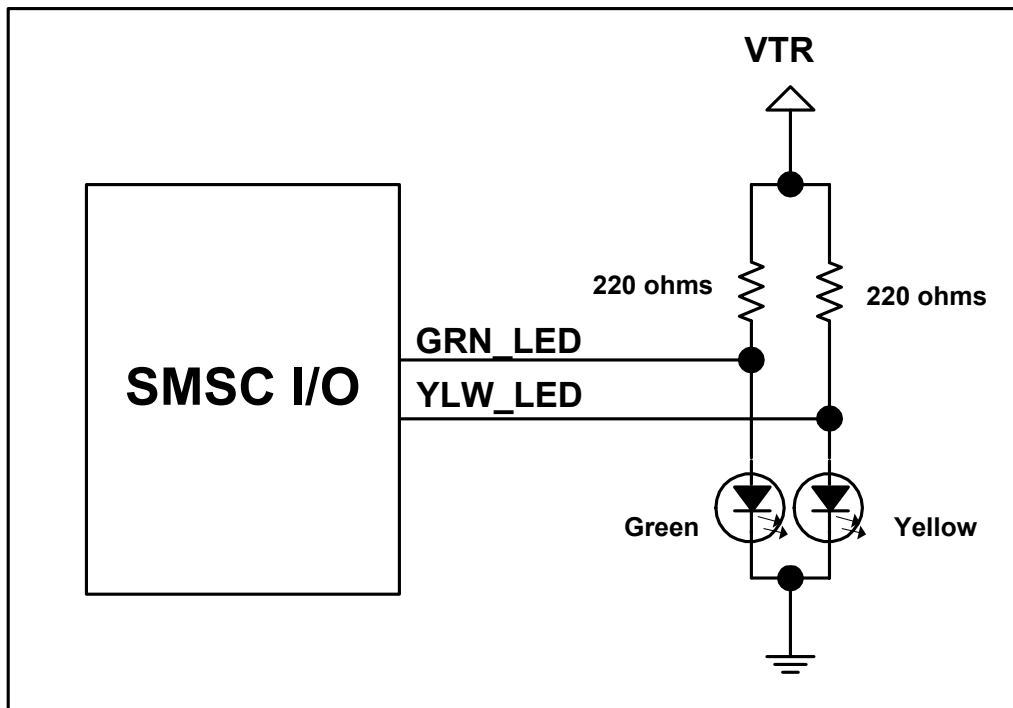 VTR
220 ohms
220 ohms
GRN_LED
SMSC I/O
YLW_LED
Green
Yellow